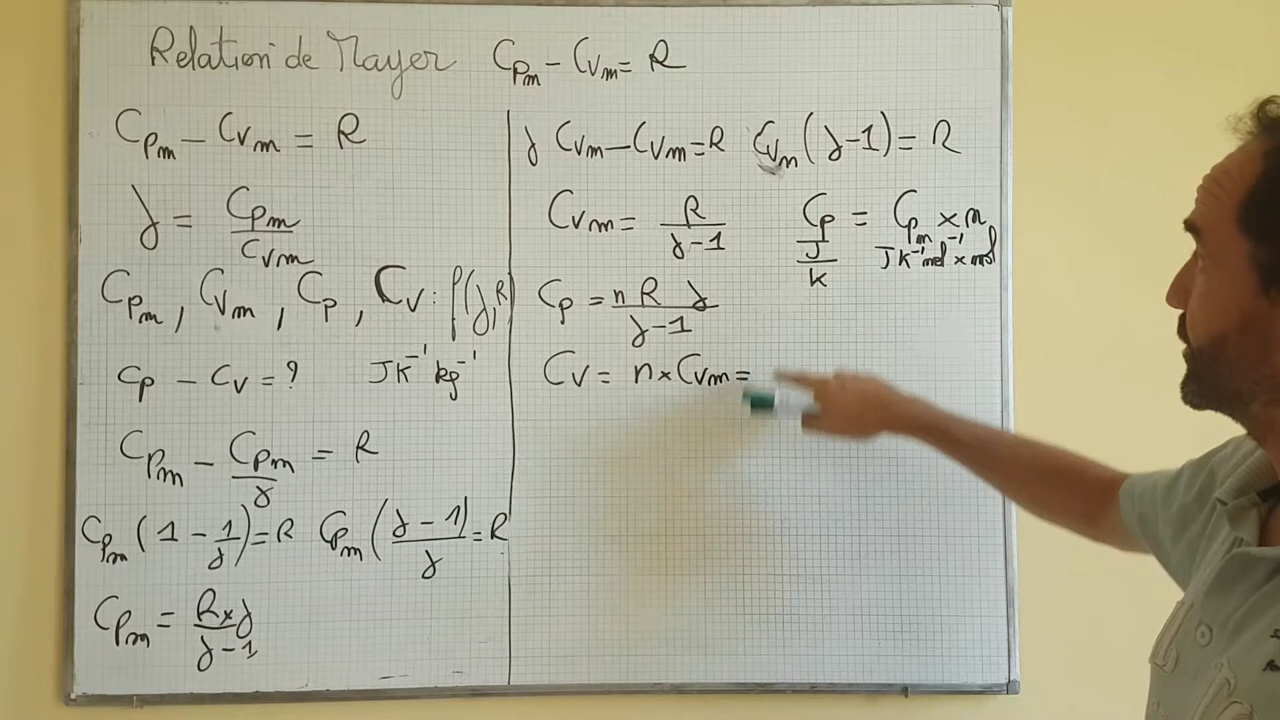 Relation de Mayer Cₚₘ - Cᵥₘ = R
Cₚₘ - Cᵥₘ = R
γ = Cₚₘ / Cᵥₘ
Cₚₘ, Cᵥₘ, Cₚ, Cᵥ : f(γ, R)
cₚ - cᵥ = ? J K⁻¹ kg⁻¹
Cₚₘ - Cₚₘ / γ = R
Cₚₘ (1 - 1/γ) = R Cₚₘ ((γ - 1) / γ) = R
Cₚₘ = R × γ / γ - 1
γ Cᵥₘ - Cᵥₘ = R Cᵥₘ (γ - 1) = R
Cᵥₘ = R / γ - 1
Cₚ = Cₚₘ × n
J / K J K⁻¹ mol⁻¹ × mol
Cₚ = n R γ / γ - 1
Cᵥ = n × Cᵥₘ =